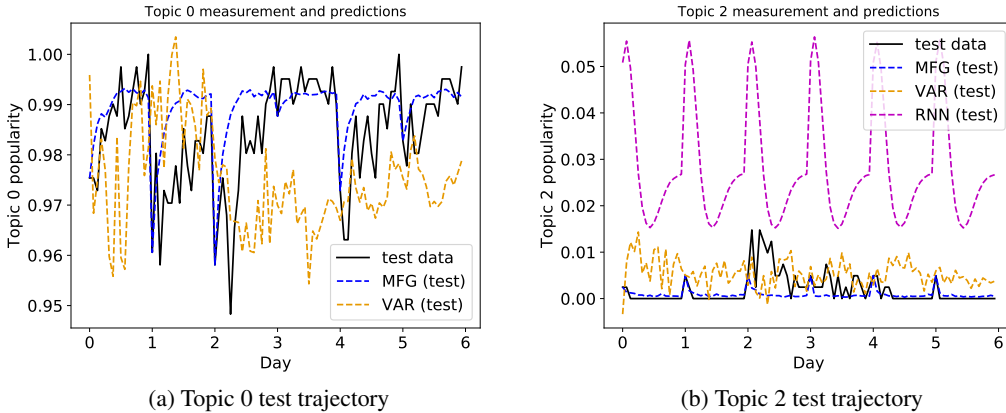 Topic 0 measurement and predictions
1.00
0.99
0.98
0.97
0.96
0.95
Topic 0 popularity
test data
MFG (test)
VAR (test)
0 1 2 3 4 5 6
Day
(a) Topic 0 test trajectory
Topic 2 measurement and predictions
0.05
0.04
0.03
0.02
0.01
0.00
Topic 2 popularity
test data
MFG (test)
VAR (test)
RNN (test)
0 1 2 3 4 5 6
Day
(b) Topic 2 test trajectory